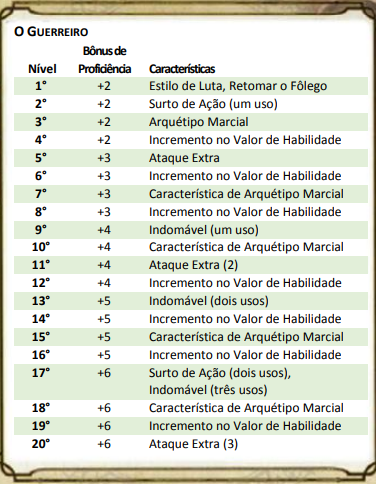 O GUERREIRO
Bônus de
Nível Proficiência Características
1° +2 Estilo de Luta, Retomar o Fôlego
2° +2 Surto de Ação (um uso)
3° +2 Arquétipo Marcial
4° +2 Incremento no Valor de Habilidade
5° +3 Ataque Extra
6° +3 Incremento no Valor de Habilidade
7° +3 Característica de Arquétipo Marcial
8° +3 Incremento no Valor de Habilidade
9° +4 Indomável (um uso)
10° +4 Característica de Arquétipo Marcial
11° +4 Ataque Extra (2)
12° +4 Incremento no Valor de Habilidade
13° +5 Indomável (dois usos)
14° +5 Incremento no Valor de Habilidade
15° +5 Característica de Arquétipo Marcial
16° +5 Incremento no Valor de Habilidade
17° +6 Surto de Ação (dois usos),
Indomável (três usos)
18° +6 Característica de Arquétipo Marcial
19° +6 Incremento no Valor de Habilidade
20° +6 Ataque Extra (3)